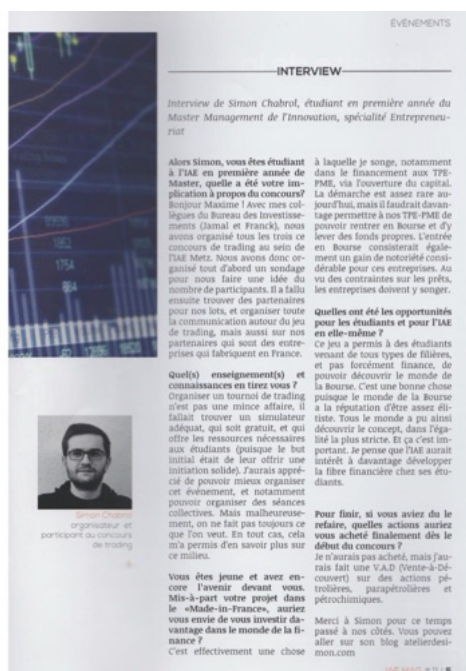 ÉVÉNEMENTS
INTERVIEW
Interview de Simon Chabrol, étudiant en première année du
Master Management de l'Innovation, spécialité Entrepreneu-
riat
Alors Simon, vous êtes étudiant
à l'IAE en première année de
Master, quelle a été votre im-
plication à propos du concours?
Bonjour Maxime ! Avec mes col-
lègues du Bureau des Investisse-
ments (Jamal et Franck), nous
avons organisé tous les trois ce
concours de trading au sein de
l'IAE Metz. Nous avons donc or-
ganisé tout d'abord un sondage
pour nous faire une idée du
nombre de participants. Il a fallu
ensuite trouver des partenaires
pour nos lots, et organiser toute
la communication autour du jeu
de trading, mais aussi sur nos
partenaires qui sont des entre-
prises qui fabriquent en France.
Quel(s) enseignement(s) et
connaissances en tirez vous ?
Organiser un tournoi de trading
n'est pas une mince affaire, il
fallait trouver un simulateur
adéquat, qui soit gratuit, et qui
offre les ressources nécessaires
aux étudiants (puisque le but
initial était de leur offrir une
initiation solide). J'aurais appré-
cié de pouvoir mieux organiser
cet événement, et notamment
pouvoir organiser des séances
collectives. Mais malheureuse-
ment, on ne fait pas toujours ce
que l'on veut. En tout cas, cela
m'a permis d'en savoir plus sur
ce milieu.
Vous êtes jeune et avez en-
core l'avenir devant vous.
Mis-à-part votre projet dans
le «Made-in-France», auriez
vous envie de vous investir da-
vantage dans le monde de la fi-
nance ?
C'est effectivement une chose
à laquelle je songe, notamment
dans le financement aux TPE-
PME, via l'ouverture du capital.
La démarche est assez rare au-
jourd'hui, mais il faudrait davan-
tage permettre à nos TPE-PME de
pouvoir rentrer en Bourse et d'y
lever des fonds propres. L'entrée
en Bourse consisterait égale-
ment un gain de notoriété consi-
dérable pour ces entreprises. Au
vu des contraintes sur les prêts,
les entreprises doivent y songer.
Quelles ont été les opportunités
pour les étudiants et pour l'IAE
en elle-même ?
Ce jeu a permis à des étudiants
venant de tous types de filières,
et pas forcément finance, de
pouvoir découvrir le monde de
la Bourse. C'est une bonne chose
puisque le monde de la Bourse
a la réputation d'être assez éli-
tiste. Tous le monde a pu ainsi
découvrir le concept, dans l'éga-
lité la plus stricte. Et ça c'est im-
portant. Je pense que l'IAE aurait
intérêt à davantage développer
la fibre financière chez ses étu-
diants.
Pour finir, si vous aviez du le
refaire, quelles actions auriez
vous acheté finalement dès le
début du concours ?
Je n'aurais pas acheté, mais j'au-
rais fait une V.A.D (Vente-à-Dé-
couvert) sur des actions pé-
trolières, parapétrolières et
pétrochimiques.
Merci à Simon pour ce temps
passé à nos côtés. Vous pouvez
aller sur son blog atelierdesi-
mon.com
Simon Chabrol
organisateur et
participant au concours
de trading
IAE MAG